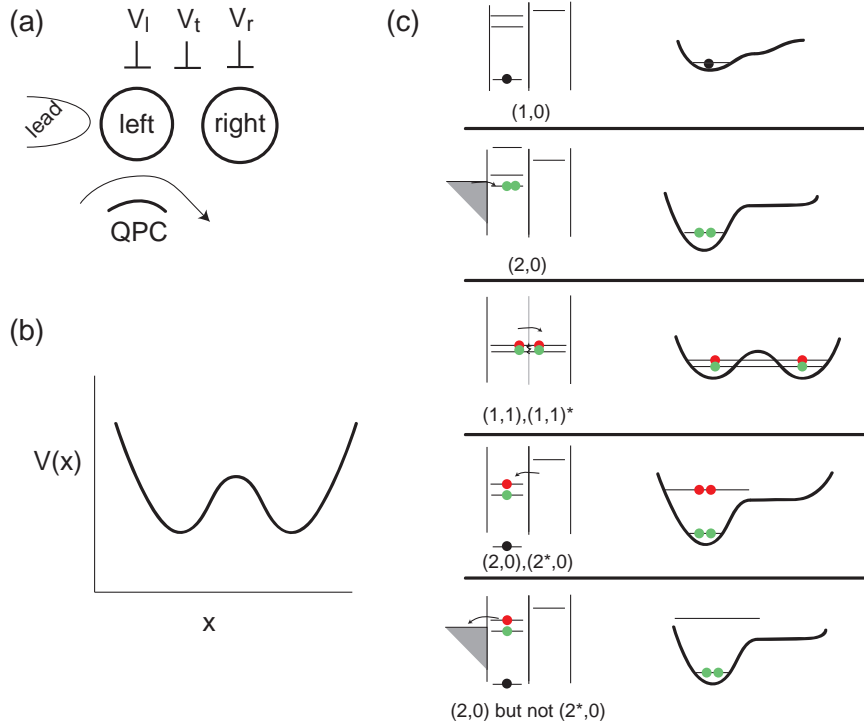 (a)
V_l V_t V_r
lead
left
right
QPC
(b)
V(x)
x
(c)
(1,0)
(2,0)
(1,1),(1,1)*
(2,0),(2*,0)
(2,0) but not (2*,0)